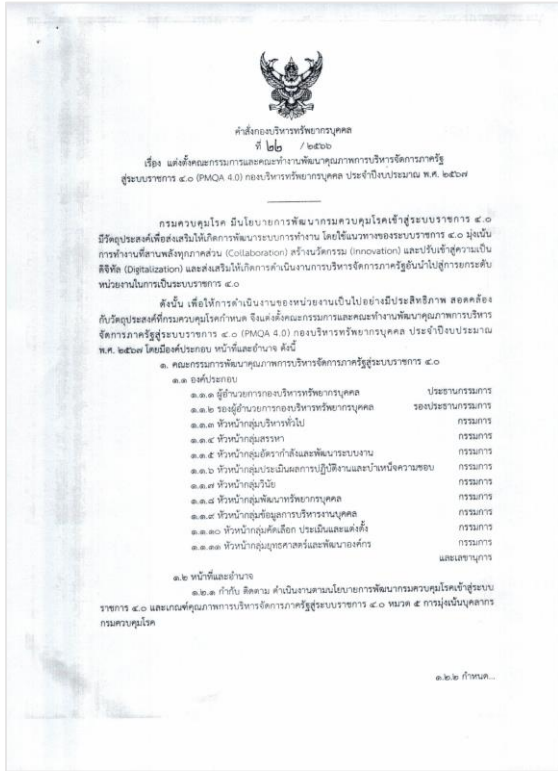 คำสั่งกองบริหารทรัพยากรบุคคล
ที่ ๒๒ / ๒๕๖๖
เรื่อง แต่งตั้งคณะกรรมการและคณะทำงานพัฒนาคุณภาพการบริหารจัดการภาครัฐ
สู่ระบบราชการ ๔.๐ (PMQA 4.0) กองบริหารทรัพยากรบุคคล ประจำปีงบประมาณ พ.ศ. ๒๕๖๗
กรมควบคุมโรค มีนโยบายการพัฒนากรมควบคุมโรคเข้าสู่ระบบราชการ ๔.๐
มีวัตถุประสงค์เพื่อส่งเสริมให้เกิดการพัฒนาระบบการทำงาน โดยใช้แนวทางของระบบราชการ ๔.๐ มุ่งเน้น
การทำงานที่สานพลังทุกภาคส่วน (Collaboration) สร้างนวัตกรรม (Innovation) และปรับเข้าสู่ความเป็น
ดิจิทัล (Digitalization) และส่งเสริมให้เกิดการดำเนินงานการบริหารจัดการภาครัฐอันนำไปสู่การยกระดับ
หน่วยงานในการเป็นระบบราชการ ๔.๐
ดังนั้น เพื่อให้การดำเนินงานของหน่วยงานเป็นไปอย่างมีประสิทธิภาพ สอดคล้อง
กับวัตถุประสงค์ที่กรมควบคุมโรคกำหนด จึงแต่งตั้งคณะกรรมการและคณะทำงานพัฒนาคุณภาพการบริหาร
จัดการภาครัฐสู่ระบบราชการ ๔.๐ (PMQA 4.0) กองบริหารทรัพยากรบุคคล ประจำปีงบประมาณ
พ.ศ. ๒๕๖๗ โดยมีองค์ประกอบ หน้าที่และอำนาจ ดังนี้
๑. คณะกรรมการพัฒนาคุณภาพการบริหารจัดการภาครัฐสู่ระบบราชการ ๔.๐
๑.๑ องค์ประกอบ
๑.๑.๑ ผู้อำนวยการกองบริหารทรัพยากรบุคคล ประธานกรรมการ
๑.๑.๒ รองผู้อำนวยการกองบริหารทรัพยากรบุคคล รองประธานกรรมการ
๑.๑.๓ หัวหน้ากลุ่มบริหารทั่วไป กรรมการ
๑.๑.๔ หัวหน้ากลุ่มสรรหา กรรมการ
๑.๑.๕ หัวหน้ากลุ่มอัตรากำลังและพัฒนาระบบงาน กรรมการ
๑.๑.๖ หัวหน้ากลุ่มประเมินผลการปฏิบัติงานและบำเหน็จความชอบ กรรมการ
๑.๑.๗ หัวหน้ากลุ่มวินัย กรรมการ
๑.๑.๘ หัวหน้ากลุ่มพัฒนาทรัพยากรบุคคล กรรมการ
๑.๑.๙ หัวหน้ากลุ่มข้อมูลการบริหารงานบุคคล กรรมการ
๑.๑.๑๐ หัวหน้ากลุ่มคัดเลือก ประเมินและแต่งตั้ง กรรมการ
๑.๑.๑๑ หัวหน้ากลุ่มยุทธศาสตร์และพัฒนาองค์กร กรรมการ
และเลขานุการ
๑.๒ หน้าที่และอำนาจ
๑.๒.๑ กำกับ ติดตาม ดำเนินงานตามนโยบายการพัฒนากรมควบคุมโรคเข้าสู่ระบบ
ราชการ ๔.๐ และเกณฑ์คุณภาพการบริหารจัดการภาครัฐสู่ระบบราชการ ๔.๐ หมวด ๕ การมุ่งเน้นบุคลากร
กรมควบคุมโรค
๑.๒.๒ กำหนด...